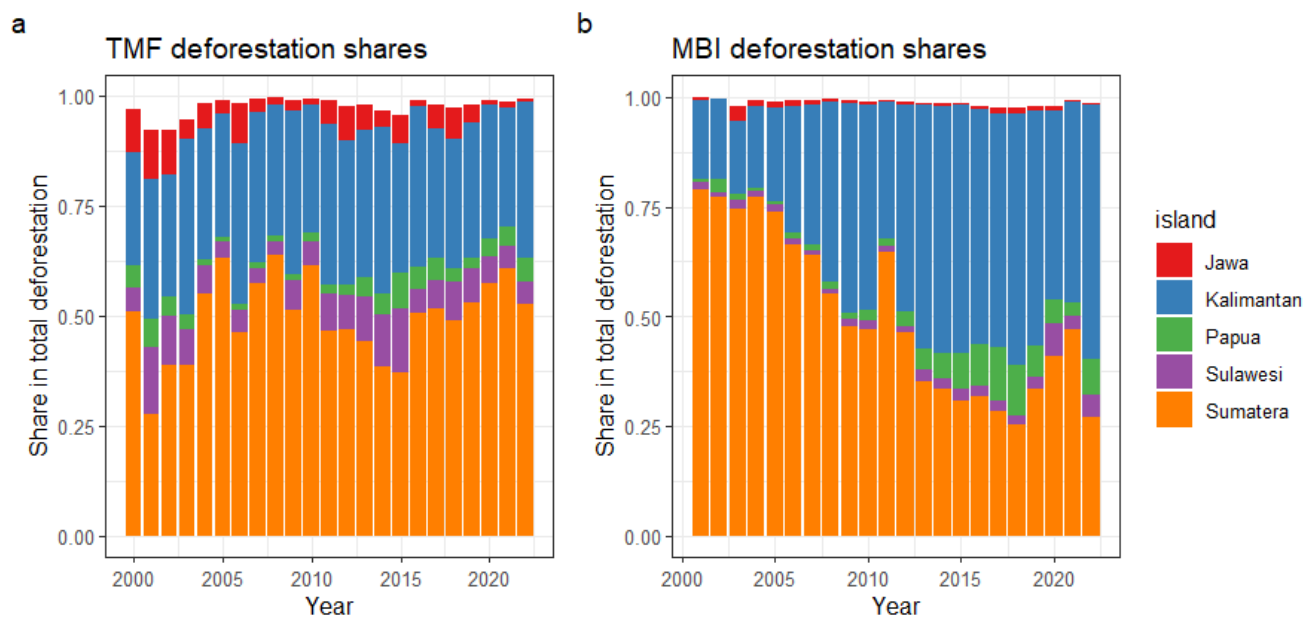 a
TMF deforestation shares
Share in total deforestation
1.00
0.75
0.50
0.25
0.00
2000 2005 2010 2015 2020
Year
b
MBI deforestation shares
Share in total deforestation
1.00
0.75
0.50
0.25
0.00
2000 2005 2010 2015 2020
Year
island
Jawa
Kalimantan
Papua
Sulawesi
Sumatera